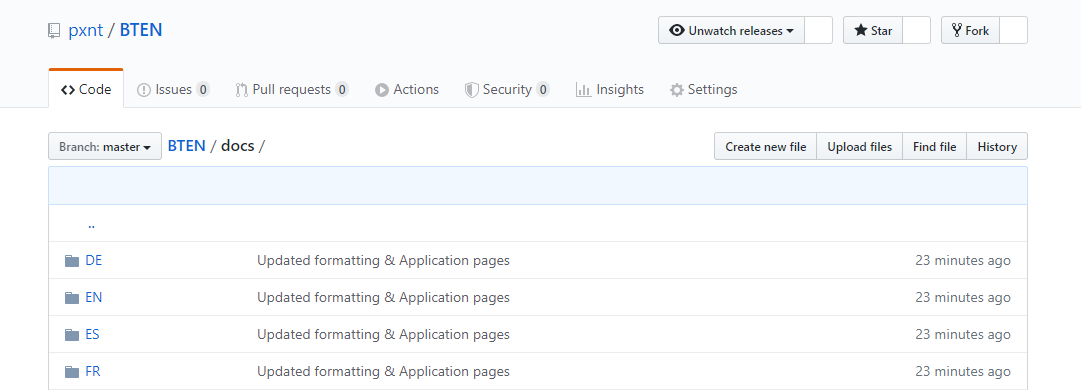 pxnt / BTEN
Unwatch releases Star Fork
Code Issues 0 Pull requests 0 Actions Security 0 Insights Settings
Branch: master BTEN / docs / Create new file Upload files Find file History
..
DE Updated formatting & Application pages 23 minutes ago
EN Updated formatting & Application pages 23 minutes ago
ES Updated formatting & Application pages 23 minutes ago
FR Updated formatting & Application pages 23 minutes ago